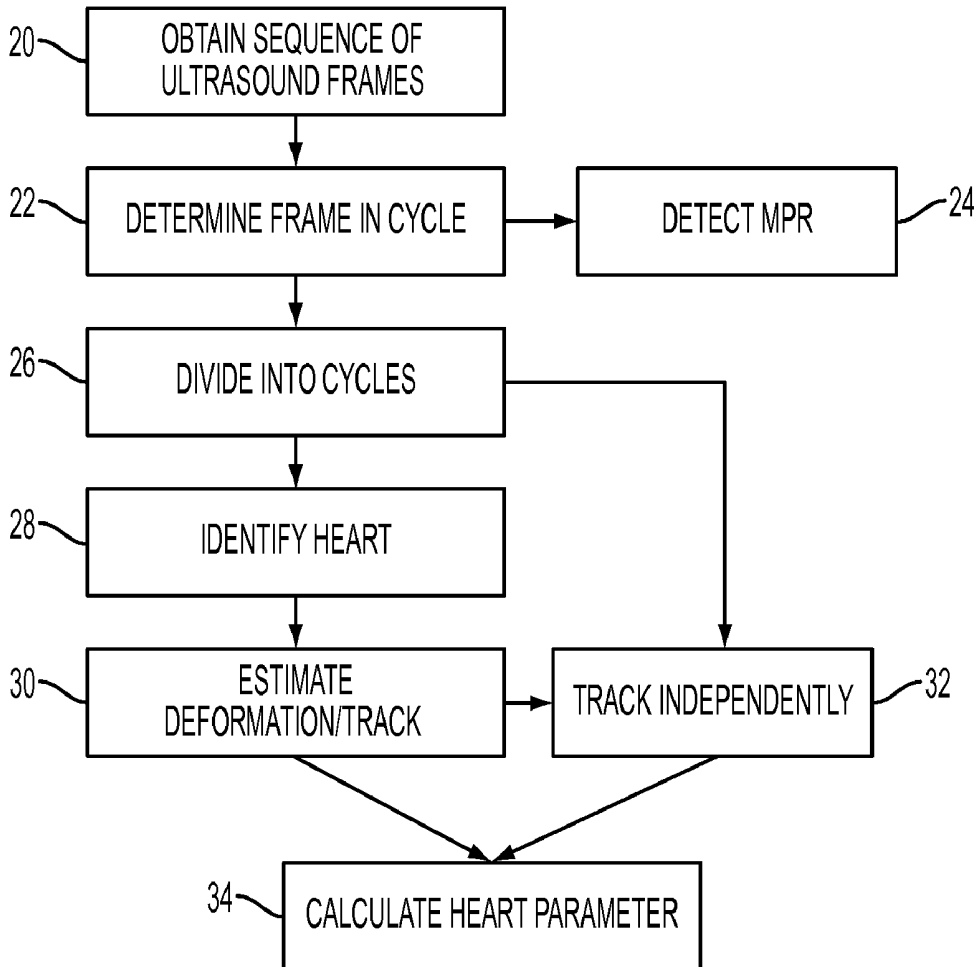 20
OBTAIN SEQUENCE OF
ULTRASOUND FRAMES
22
DETERMINE FRAME IN CYCLE
DETECT MPR
24
26
DIVIDE INTO CYCLES
28
IDENTIFY HEART
30
ESTIMATE
DEFORMATION/TRACK
TRACK INDEPENDENTLY
32
34
CALCULATE HEART PARAMETER